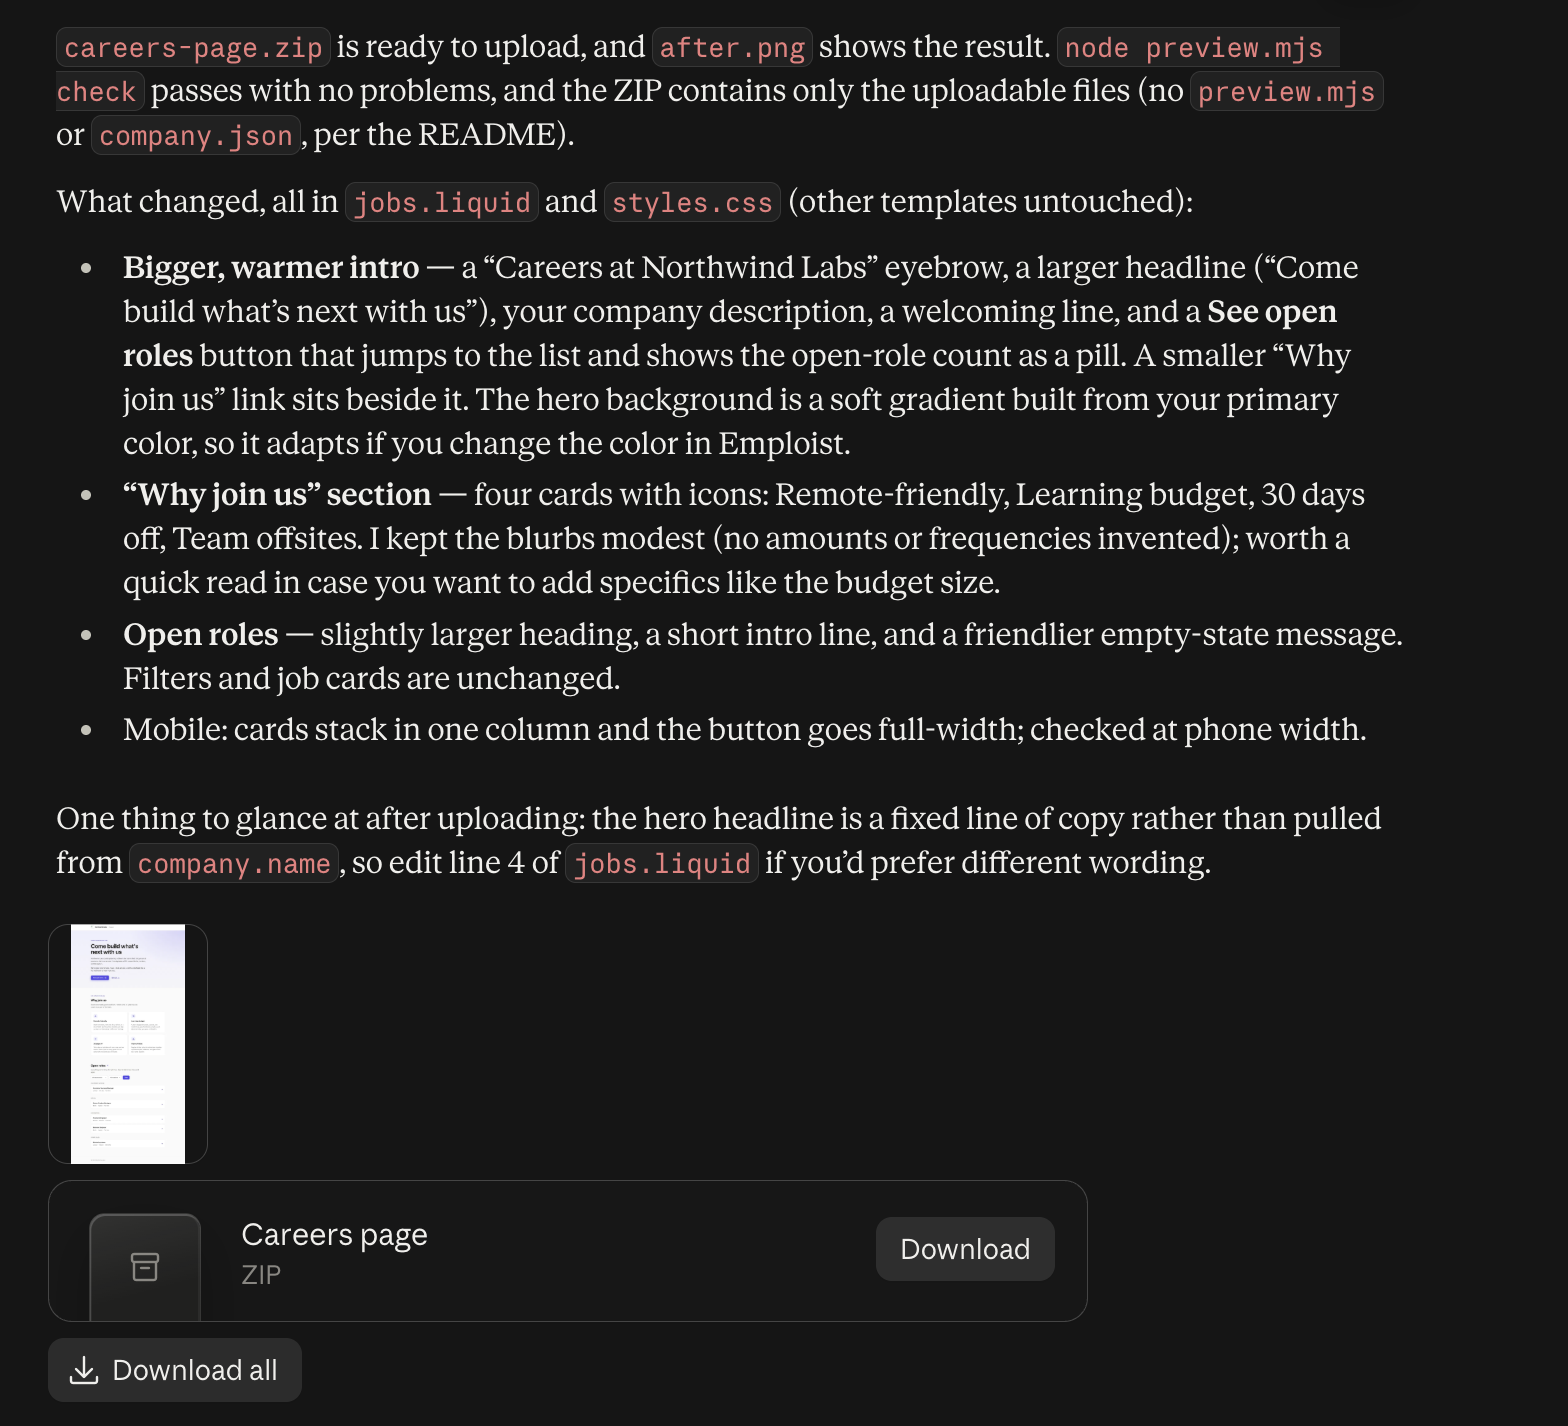 careers-page.zip is ready to upload, and after.png shows the result. node preview.mjs
check passes with no problems, and the ZIP contains only the uploadable files (no preview.mjs
or company.json, per the README).
What changed, all in jobs.liquid and styles.css (other templates untouched):
• Bigger, warmer intro — a “Careers at Northwind Labs” eyebrow, a larger headline (“Come
build what’s next with us”), your company description, a welcoming line, and a See open
roles button that jumps to the list and shows the open-role count as a pill. A smaller “Why
join us” link sits beside it. The hero background is a soft gradient built from your primary
color, so it adapts if you change the color in Emploist.
• “Why join us” section — four cards with icons: Remote-friendly, Learning budget, 30 days
off, Team offsites. I kept the blurbs modest (no amounts or frequencies invented); worth a
quick read in case you want to add specifics like the budget size.
• Open roles — slightly larger heading, a short intro line, and a friendlier empty-state message.
Filters and job cards are unchanged.
• Mobile: cards stack in one column and the button goes full-width; checked at phone width.
One thing to glance at after uploading: the hero headline is a fixed line of copy rather than pulled
from company.name, so edit line 4 of jobs.liquid if you’d prefer different wording.
Come build what's
next with us
Why join us
Careers page
ZIP
Download
Download all